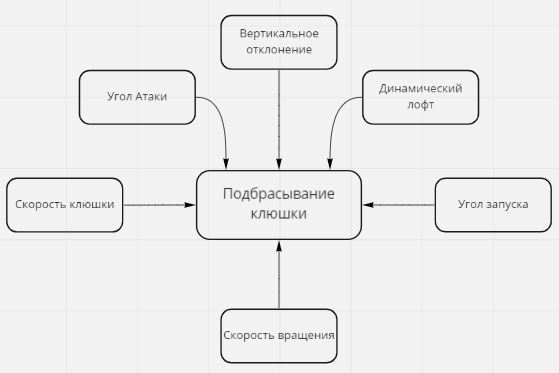 Вертикальное
отклонение
Угол Атаки
Динамический
лофт
Скорость клюшки
Подбрасывание
клюшки
Угол запуска
Скорость вращения